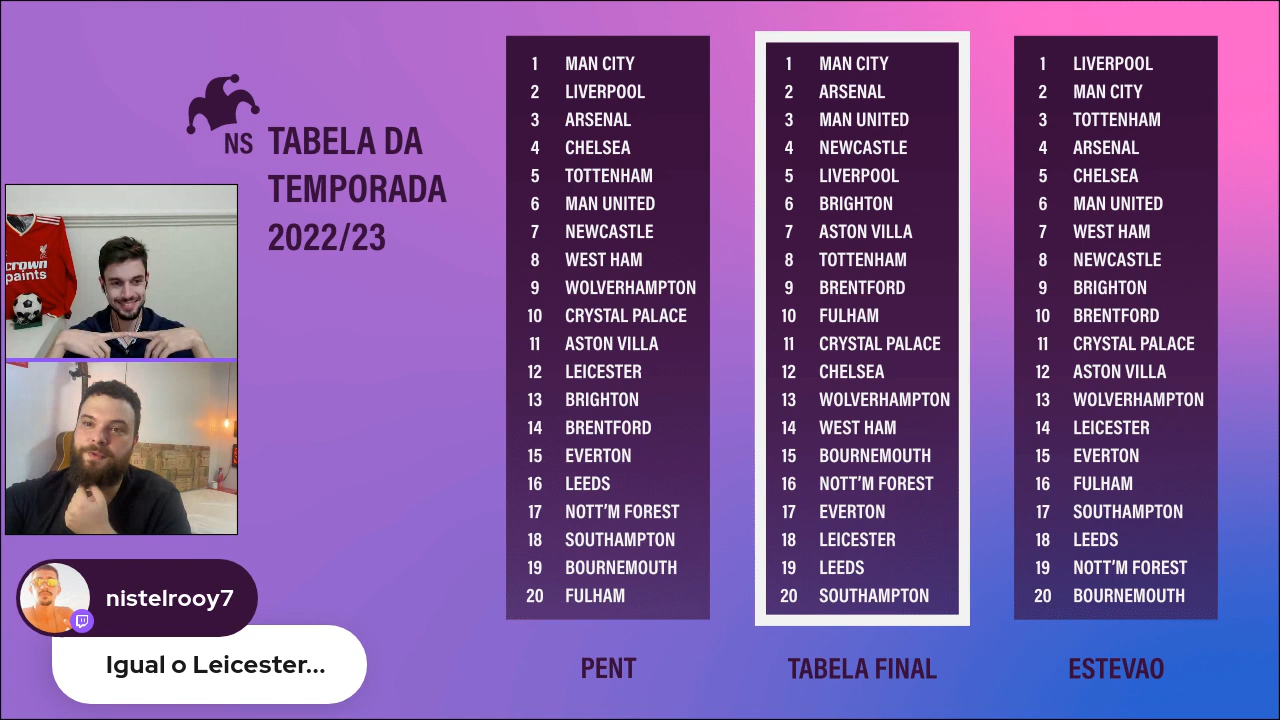 NS
TABELA DA
TEMPORADA
2022/23
crown
paints
nistelrooy7
Igual o Leicester...
1 MAN CITY
2 LIVERPOOL
3 ARSENAL
4 CHELSEA
5 TOTTENHAM
6 MAN UNITED
7 NEWCASTLE
8 WEST HAM
9 WOLVERHAMPTON
10 CRYSTAL PALACE
11 ASTON VILLA
12 LEICESTER
13 BRIGHTON
14 BRENTFORD
15 EVERTON
16 LEEDS
17 NOTT'M FOREST
18 SOUTHAMPTON
19 BOURNEMOUTH
20 FULHAM
PENT
1 MAN CITY
2 ARSENAL
3 MAN UNITED
4 NEWCASTLE
5 LIVERPOOL
6 BRIGHTON
7 ASTON VILLA
8 TOTTENHAM
9 BRENTFORD
10 FULHAM
11 CRYSTAL PALACE
12 CHELSEA
13 WOLVERHAMPTON
14 WEST HAM
15 BOURNEMOUTH
16 NOTT'M FOREST
17 EVERTON
18 LEICESTER
19 LEEDS
20 SOUTHAMPTON
TABELA FINAL
1 LIVERPOOL
2 MAN CITY
3 TOTTENHAM
4 ARSENAL
5 CHELSEA
6 MAN UNITED
7 WEST HAM
8 NEWCASTLE
9 BRIGHTON
10 BRENTFORD
11 CRYSTAL PALACE
12 ASTON VILLA
13 WOLVERHAMPTON
14 LEICESTER
15 EVERTON
16 FULHAM
17 SOUTHAMPTON
18 LEEDS
19 NOTT'M FOREST
20 BOURNEMOUTH
ESTEVAO